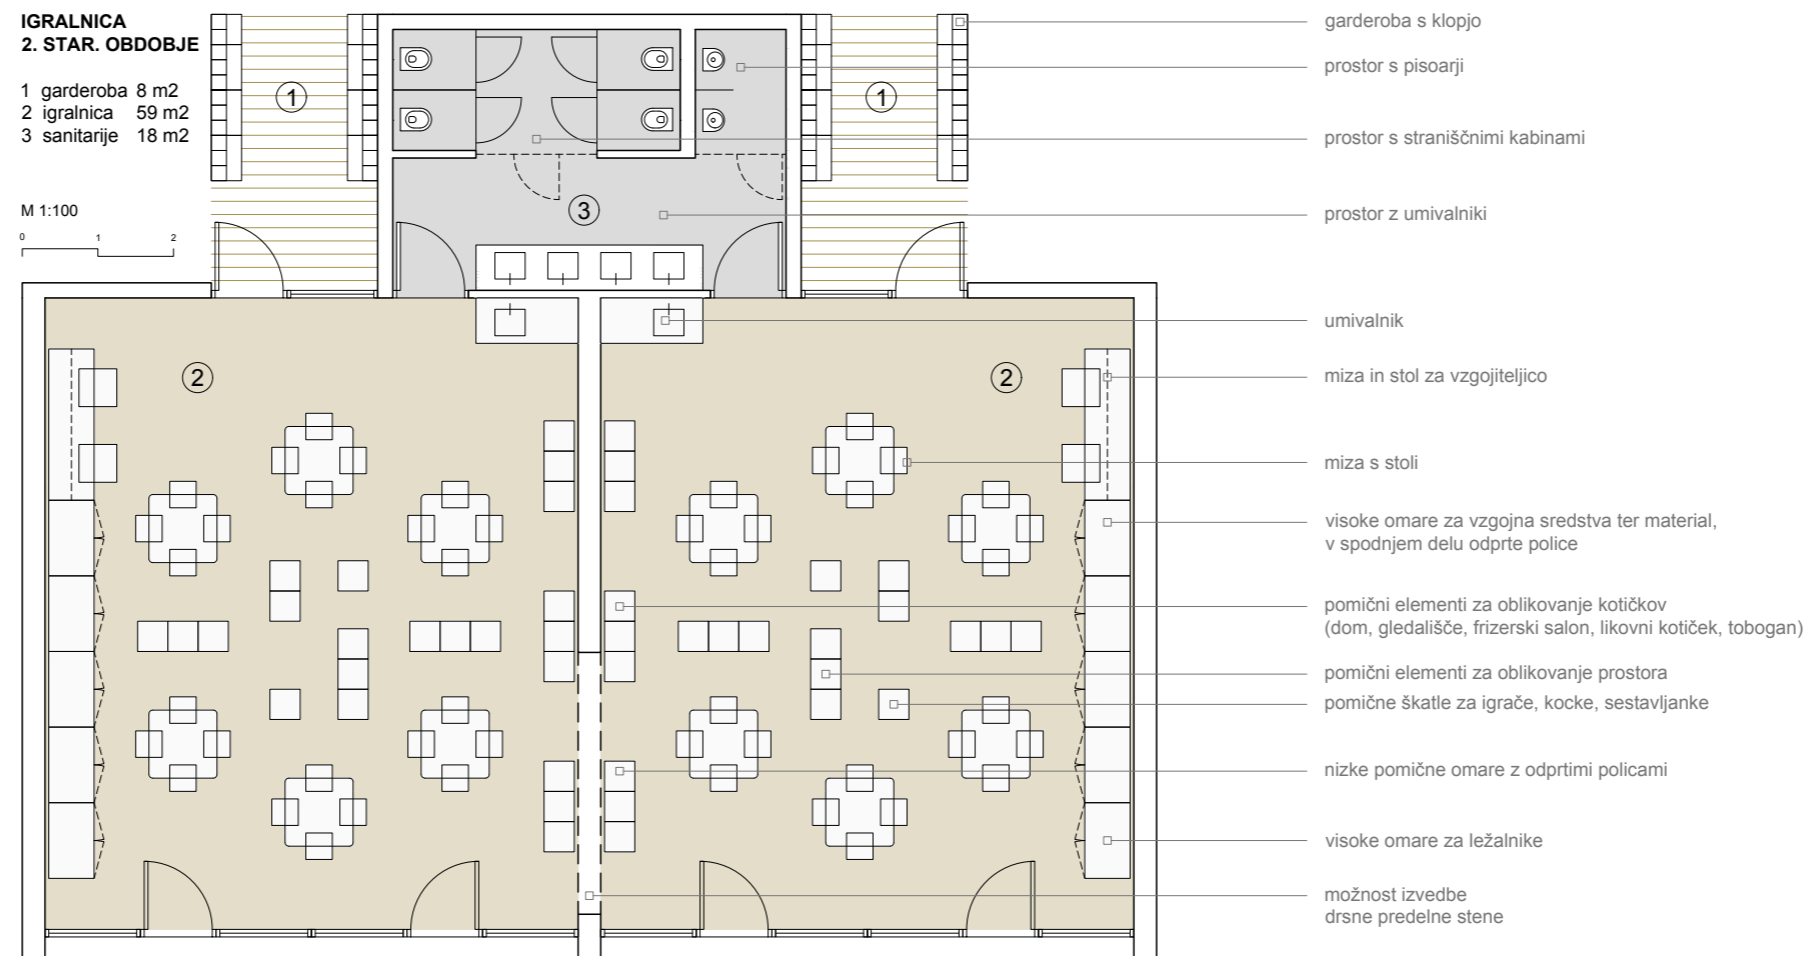 IGRALNICA
2. STAR. OBDOBJE
1 garderoba 8 m2
2 igralnica 59 m2
3 sanitarije 18 m2
M 1:100
0 1 2
1
1
3
2
2
garderoba s klopjo
prostor s pisoarji
prostor s straniščnimi kabinami
prostor z umivalniki
umivalnik
miza in stol za vzgojiteljico
miza s stoli
visoke omare za vzgojna sredstva ter material,
v spodnjem delu odprte police
pomični elementi za oblikovanje kotičkov
(dom, gledališče, frizerski salon, likovni kotiček, tobogan)
pomični elementi za oblikovanje prostora
pomične škatle za igrače, kocke, sestavljanke
nizke pomične omare z odprtimi policami
visoke omare za ležalnike
možnost izvedbe
drsne predelne stene